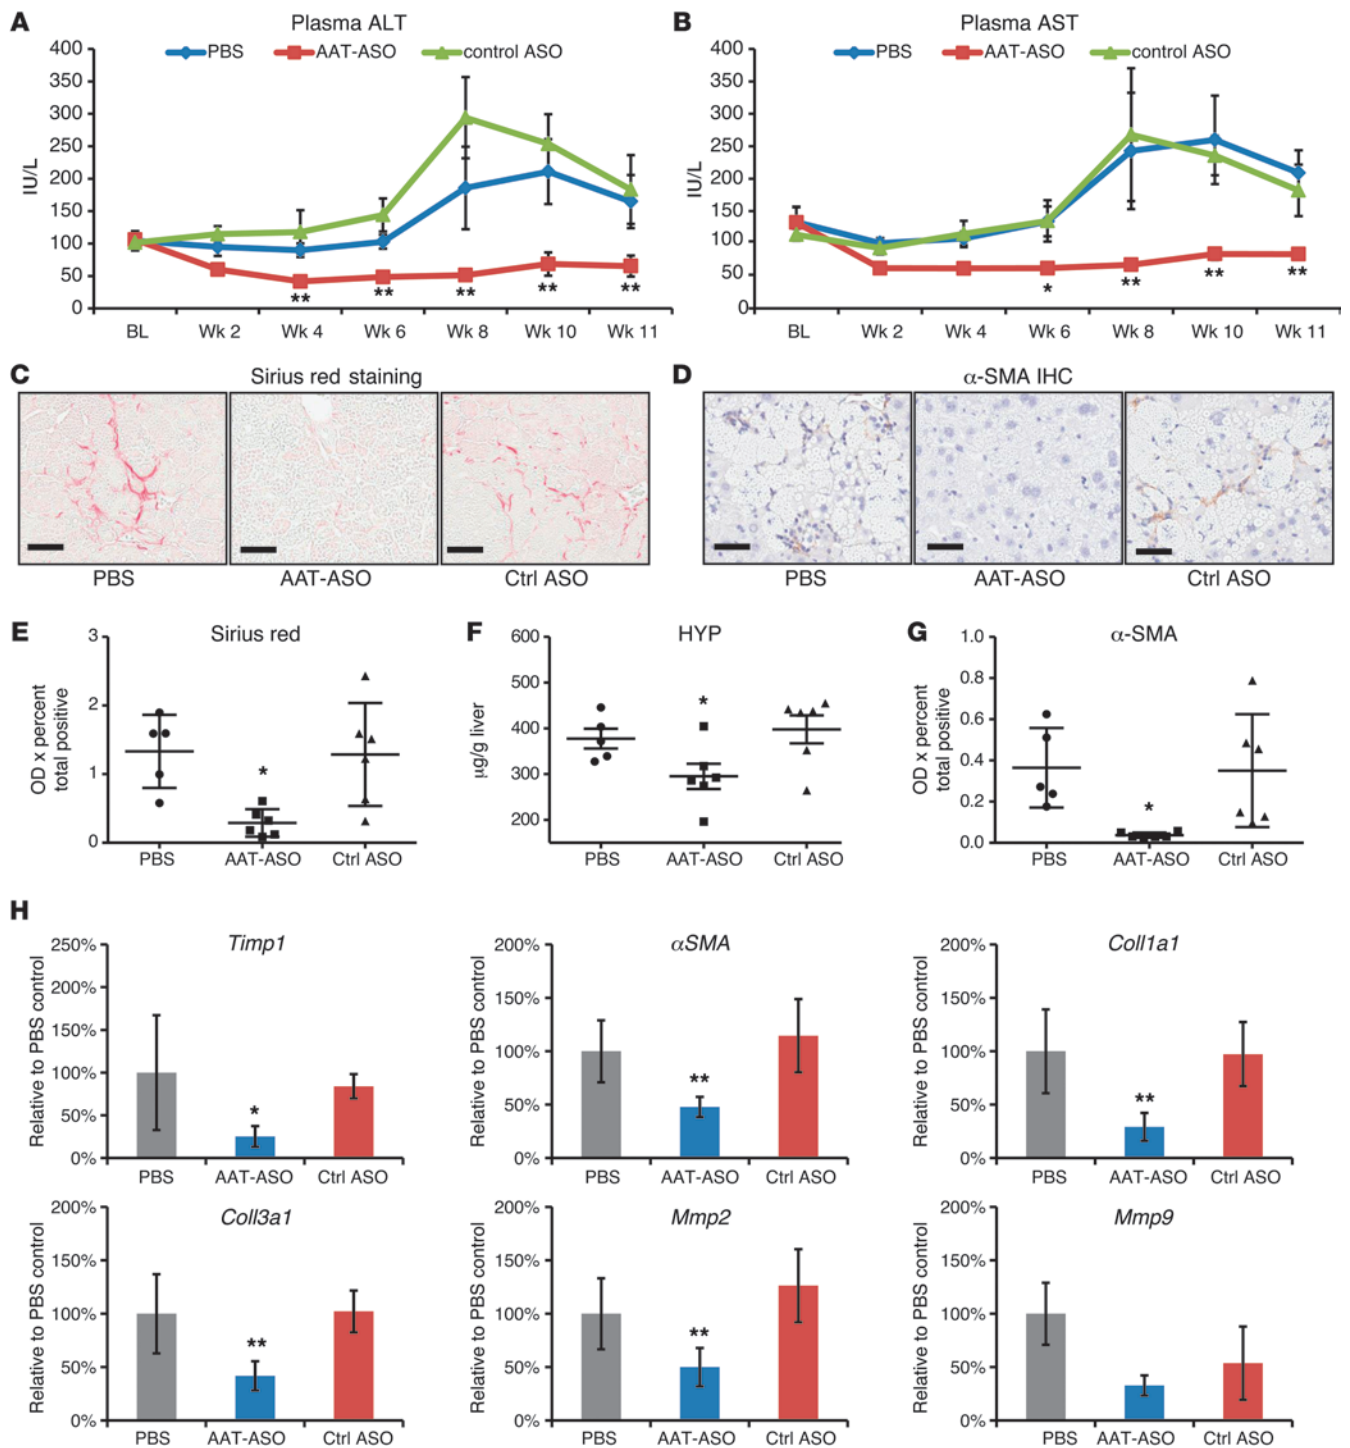 A
Plasma ALT
PBS AAT-ASO control ASO
400
350
300
250
200
150
100
50
0
IU/L
** ** ** ** **
BL Wk 2 Wk 4 Wk 6 Wk 8 Wk 10 Wk 11
B
Plasma AST
PBS AAT-ASO control ASO
400
350
300
250
200
150
100
50
0
IU/L
* ** ** **
BL Wk 2 Wk 4 Wk 6 Wk 8 Wk 10 Wk 11
C
Sirius red staining
PBS AAT-ASO Ctrl ASO
D
α-SMA IHC
PBS AAT-ASO Ctrl ASO
E
Sirius red
3
2
1
0
OD x percent
total positive
*
PBS AAT-ASO Ctrl ASO
F
HYP
600
500
400
300
200
µg/g liver
*
PBS AAT-ASO Ctrl ASO
G
α-SMA
1.0
0.8
0.6
0.4
0.2
0.0
OD x percent
total positive
*
PBS AAT-ASO Ctrl ASO
H
Timp1
250%
200%
150%
100%
50%
0%
Relative to PBS control
*
PBS AAT-ASO Ctrl ASO
αSMA
200%
150%
100%
50%
0%
Relative to PBS control
**
PBS AAT-ASO Ctrl ASO
Coll1a1
200%
150%
100%
50%
0%
Relative to PBS control
**
PBS AAT-ASO Ctrl ASO
Coll3a1
200%
150%
100%
50%
0%
Relative to PBS control
**
PBS AAT-ASO Ctrl ASO
Mmp2
200%
150%
100%
50%
0%
Relative to PBS control
**
PBS AAT-ASO Ctrl ASO
Mmp9
200%
150%
100%
50%
0%
Relative to PBS control
PBS AAT-ASO Ctrl ASO